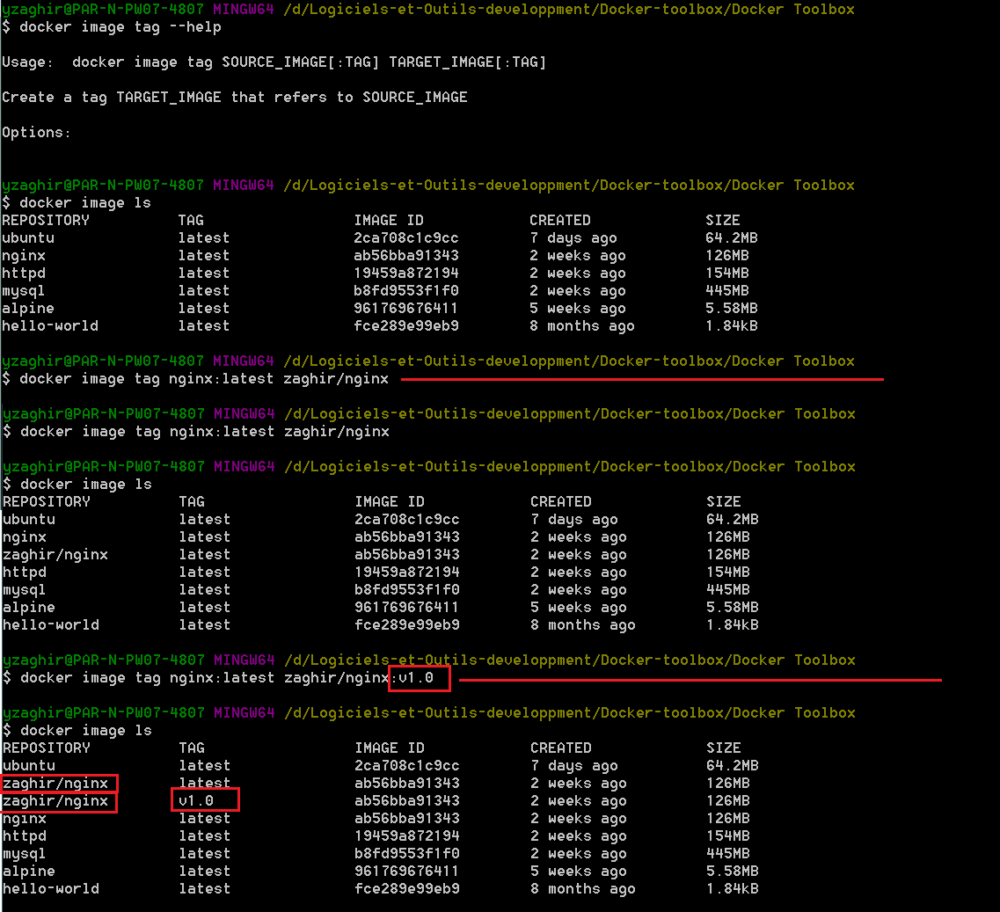 yzaghir@PAR-N-PW07-4807 MINGW64 /d/Logiciels-et-Outils-developpment/Docker-toolbox/Docker Toolbox
$ docker image tag --help
Usage:  docker image tag SOURCE_IMAGE[:TAG] TARGET_IMAGE[:TAG]
Create a tag TARGET_IMAGE that refers to SOURCE_IMAGE
Options:
yzaghir@PAR-N-PW07-4807 MINGW64 /d/Logiciels-et-Outils-developpment/Docker-toolbox/Docker Toolbox
$ docker image ls
REPOSITORY          TAG                 IMAGE ID            CREATED             SIZE
ubuntu              latest              2ca708c1c9cc        7 days ago          64.2MB
nginx               latest              ab56bba91343        2 weeks ago         126MB
httpd               latest              19459a872194        2 weeks ago         154MB
mysql               latest              b8fd9553f1f0        2 weeks ago         445MB
alpine              latest              961769676411        5 weeks ago         5.58MB
hello-world         latest              fce289e99eb9        8 months ago        1.84kB
yzaghir@PAR-N-PW07-4807 MINGW64 /d/Logiciels-et-Outils-developpment/Docker-toolbox/Docker Toolbox
$ docker image tag nginx:latest zaghir/nginx
yzaghir@PAR-N-PW07-4807 MINGW64 /d/Logiciels-et-Outils-developpment/Docker-toolbox/Docker Toolbox
$ docker image tag nginx:latest zaghir/nginx
yzaghir@PAR-N-PW07-4807 MINGW64 /d/Logiciels-et-Outils-developpment/Docker-toolbox/Docker Toolbox
$ docker image ls
REPOSITORY          TAG                 IMAGE ID            CREATED             SIZE
ubuntu              latest              2ca708c1c9cc        7 days ago          64.2MB
nginx               latest              ab56bba91343        2 weeks ago         126MB
zaghir/nginx        latest              ab56bba91343        2 weeks ago         126MB
httpd               latest              19459a872194        2 weeks ago         154MB
mysql               latest              b8fd9553f1f0        2 weeks ago         445MB
alpine              latest              961769676411        5 weeks ago         5.58MB
hello-world         latest              fce289e99eb9        8 months ago        1.84kB
yzaghir@PAR-N-PW07-4807 MINGW64 /d/Logiciels-et-Outils-developpment/Docker-toolbox/Docker Toolbox
$ docker image tag nginx:latest zaghir/nginx:v1.0
yzaghir@PAR-N-PW07-4807 MINGW64 /d/Logiciels-et-Outils-developpment/Docker-toolbox/Docker Toolbox
$ docker image ls
REPOSITORY          TAG                 IMAGE ID            CREATED             SIZE
ubuntu              latest              2ca708c1c9cc        7 days ago          64.2MB
zaghir/nginx        latest              ab56bba91343        2 weeks ago         126MB
zaghir/nginx        v1.0                ab56bba91343        2 weeks ago         126MB
nginx               latest              ab56bba91343        2 weeks ago         126MB
httpd               latest              19459a872194        2 weeks ago         154MB
mysql               latest              b8fd9553f1f0        2 weeks ago         445MB
alpine              latest              961769676411        5 weeks ago         5.58MB
hello-world         latest              fce289e99eb9        8 months ago        1.84kB